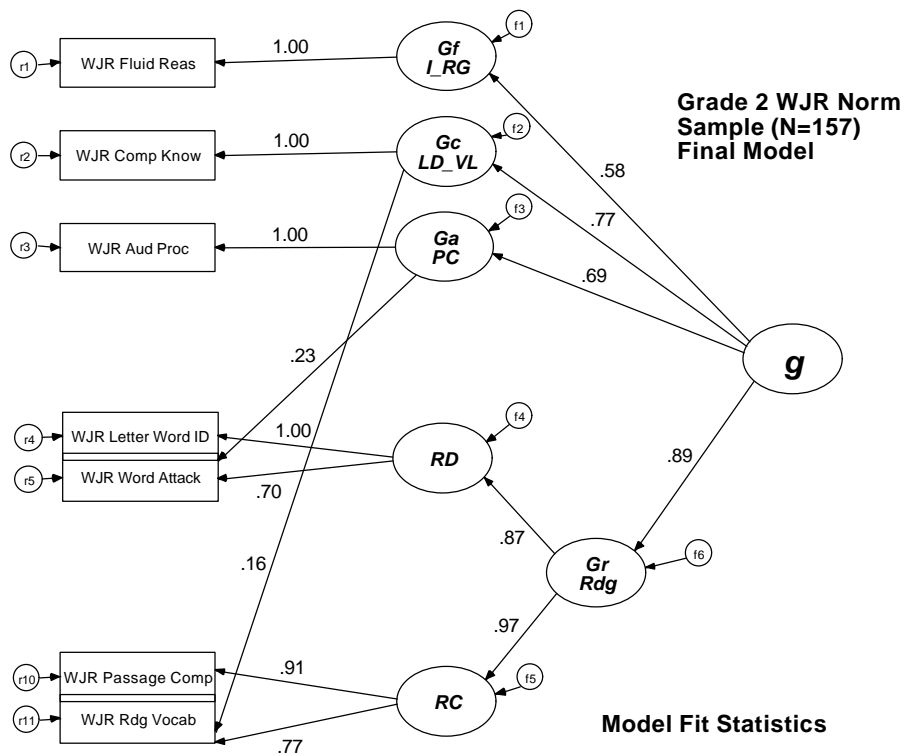 f1
Gf
I_RG
1.00
r1
WJR Fluid Reas
Grade 2 WJR Norm
Sample (N=157)
Final Model
f2
Gc
LD_VL
1.00
r2
WJR Comp Know
.58
.77
f3
Ga
PC
1.00
r3
WJR Aud Proc
.69
g
.23
f4
1.00
r4
WJR Letter Word ID
RD
r5
WJR Word Attack
.70
.89
.87
.16
Gr
Rdg
f6
.97
.91
r10
WJR Passage Comp
f5
RC
r11
WJR Rdg Vocab
.77
Model Fit Statistics